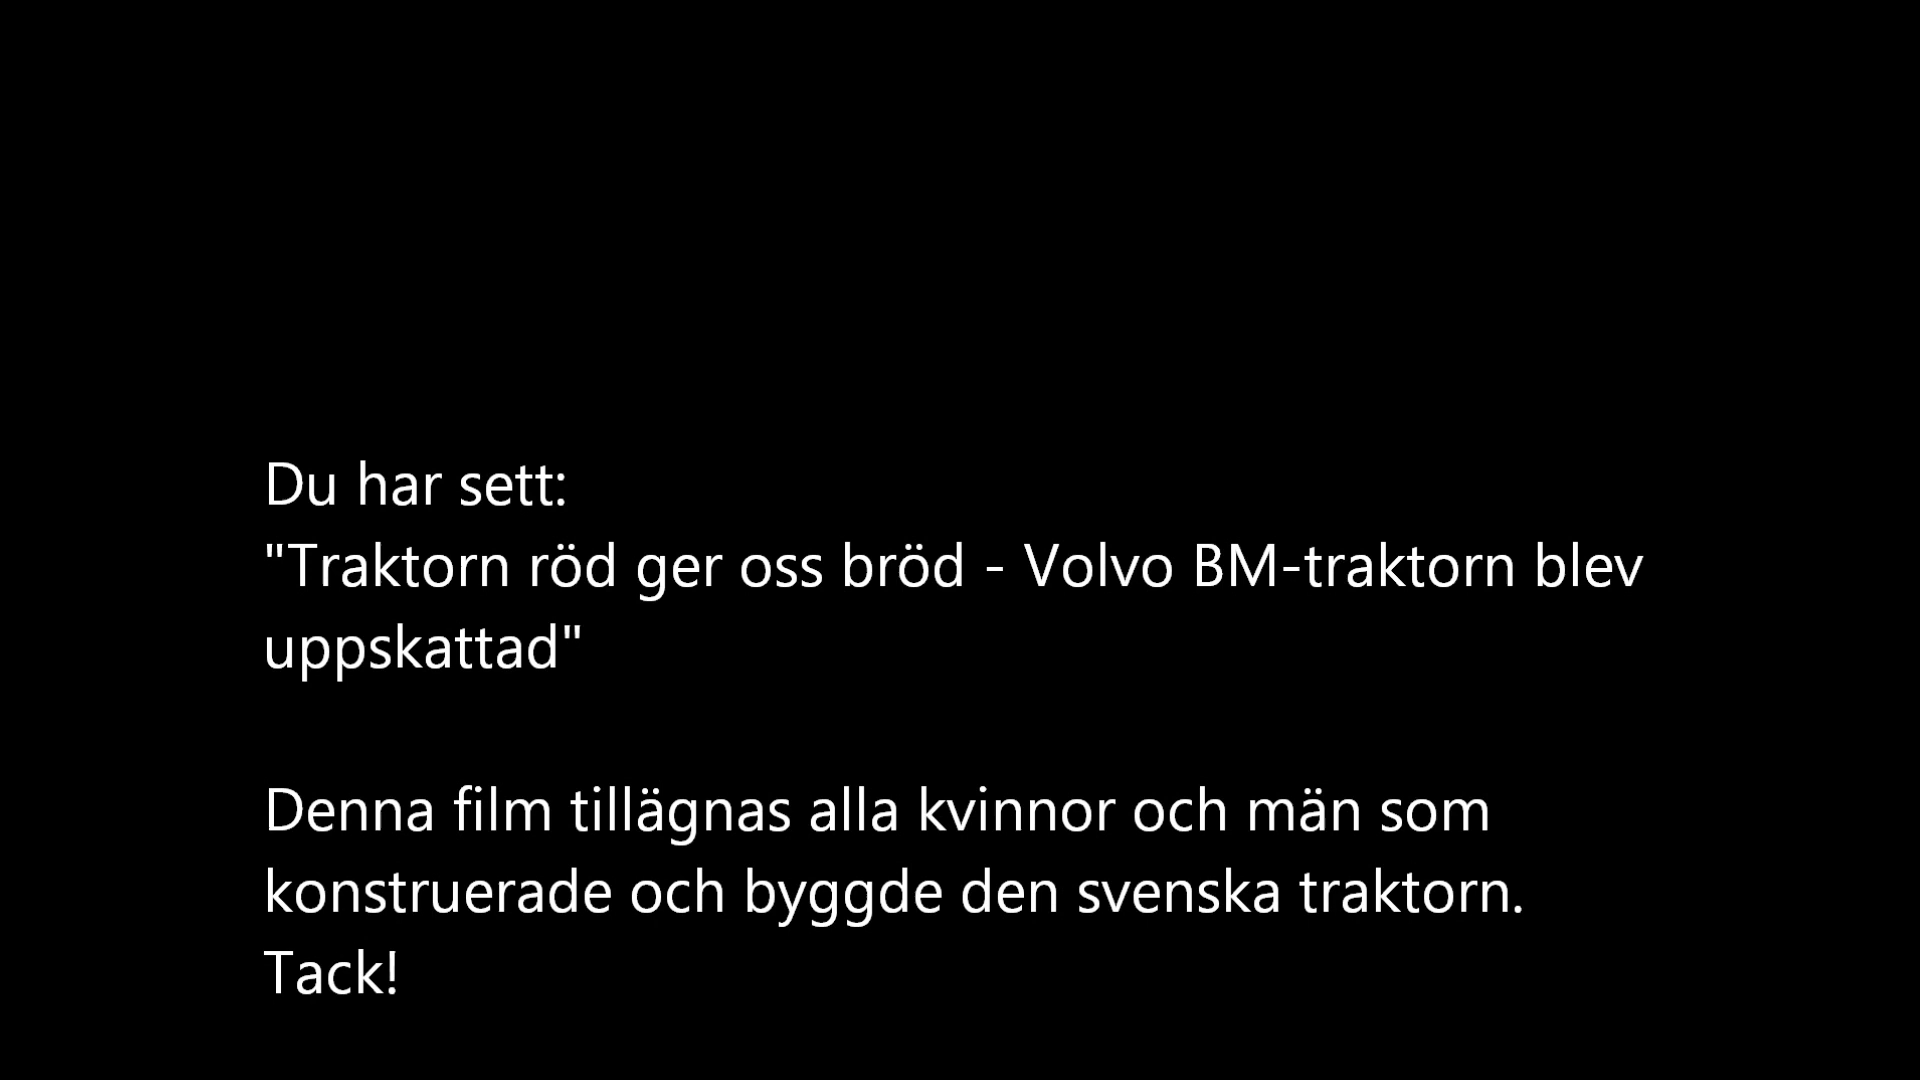 Du har sett:
"Traktorn röd ger oss bröd - Volvo BM-traktorn blev
uppskattad"
Denna film tillägnas alla kvinnor och män som
konstruerade och byggde den svenska traktorn.
Tack!